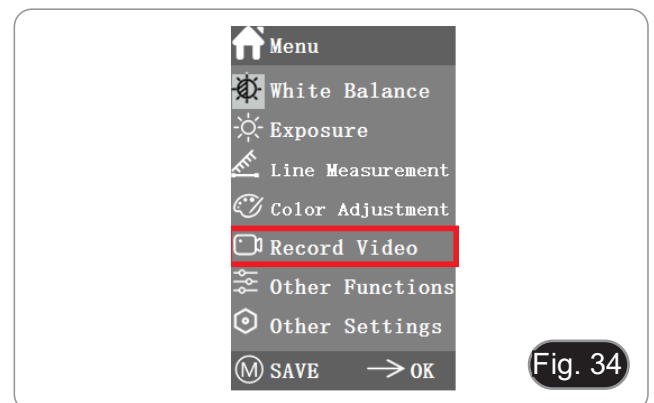 Menu
White Balance
Exposure
Line Measurement
Color Adjustment
Record Video
Other Functions
Other Settings
M SAVE → OK
Fig. 34